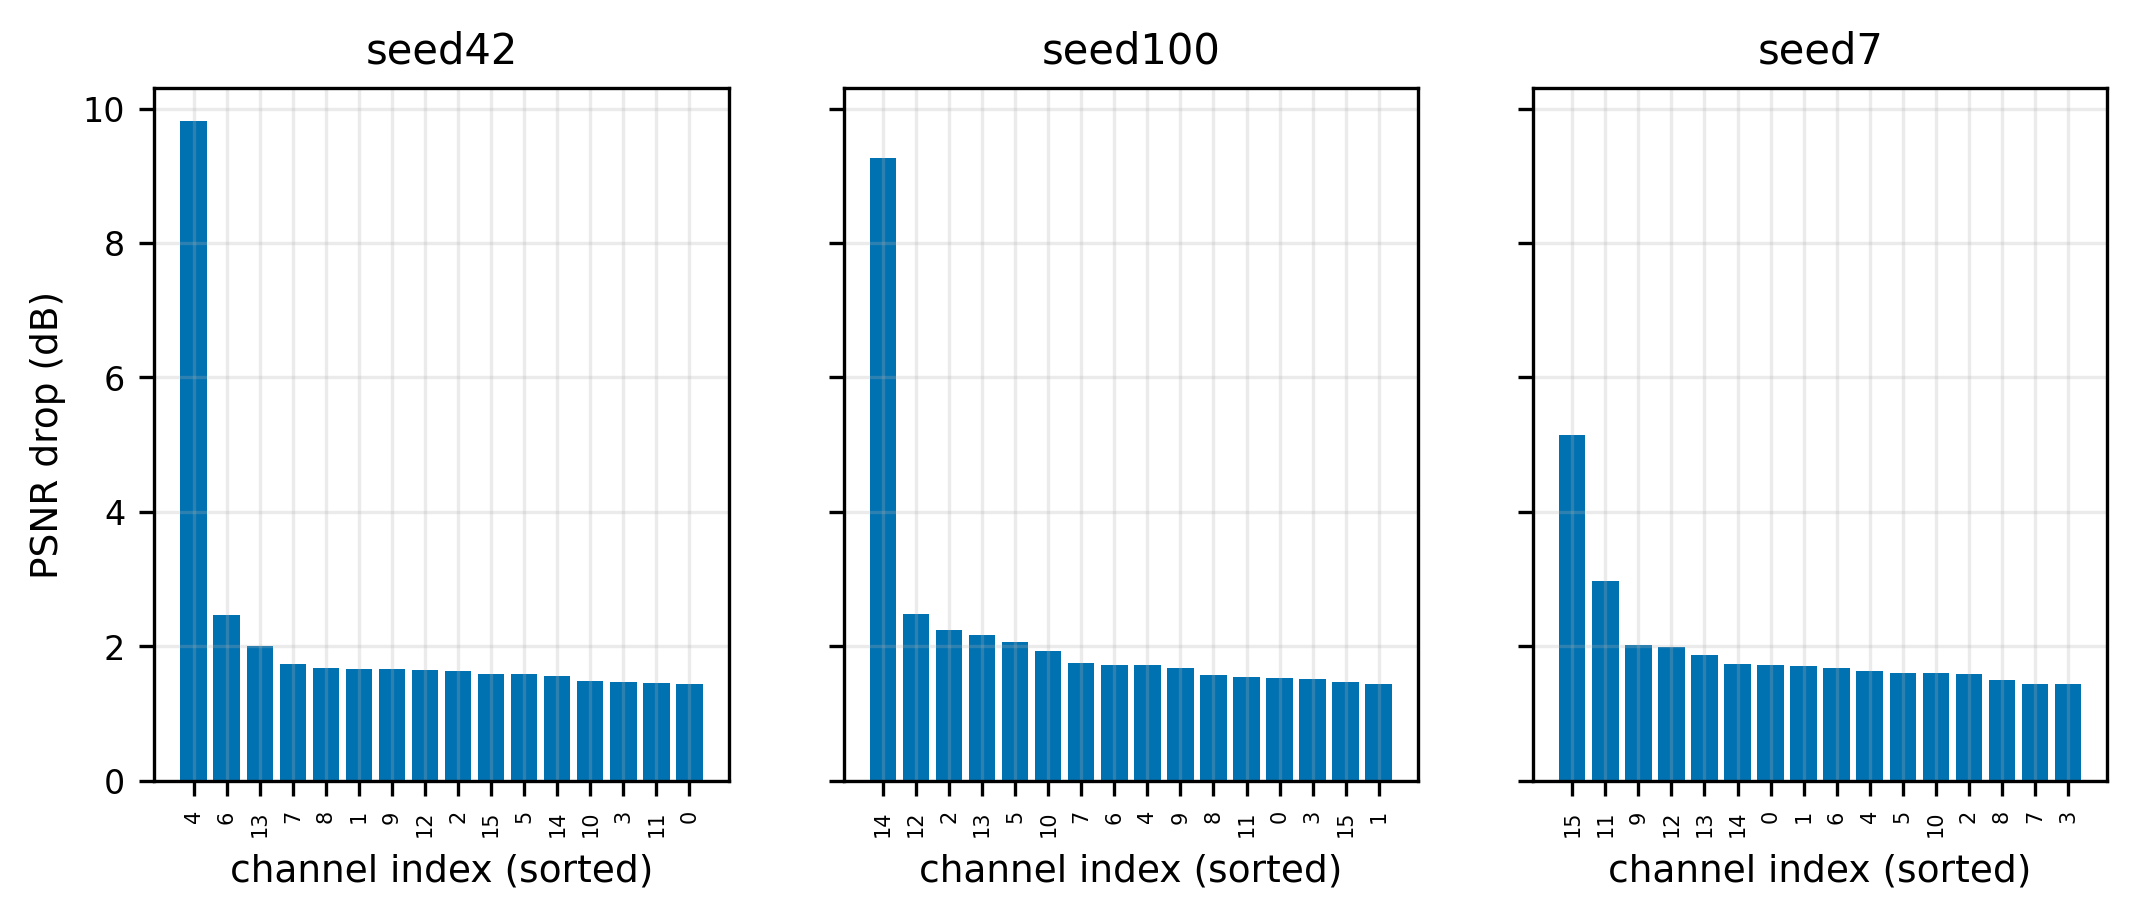 seed42 seed100 seed7
PSNR drop (dB)
10
8
6
4
2
0
4 6 13 7 8 1 9 12 2 15 5 14 10 3 11 0
14 12 2 13 5 10 7 6 4 9 8 11 0 3 15 1
15 11 9 12 13 14 0 1 6 4 5 10 2 8 7 3
channel index (sorted) channel index (sorted) channel index (sorted)